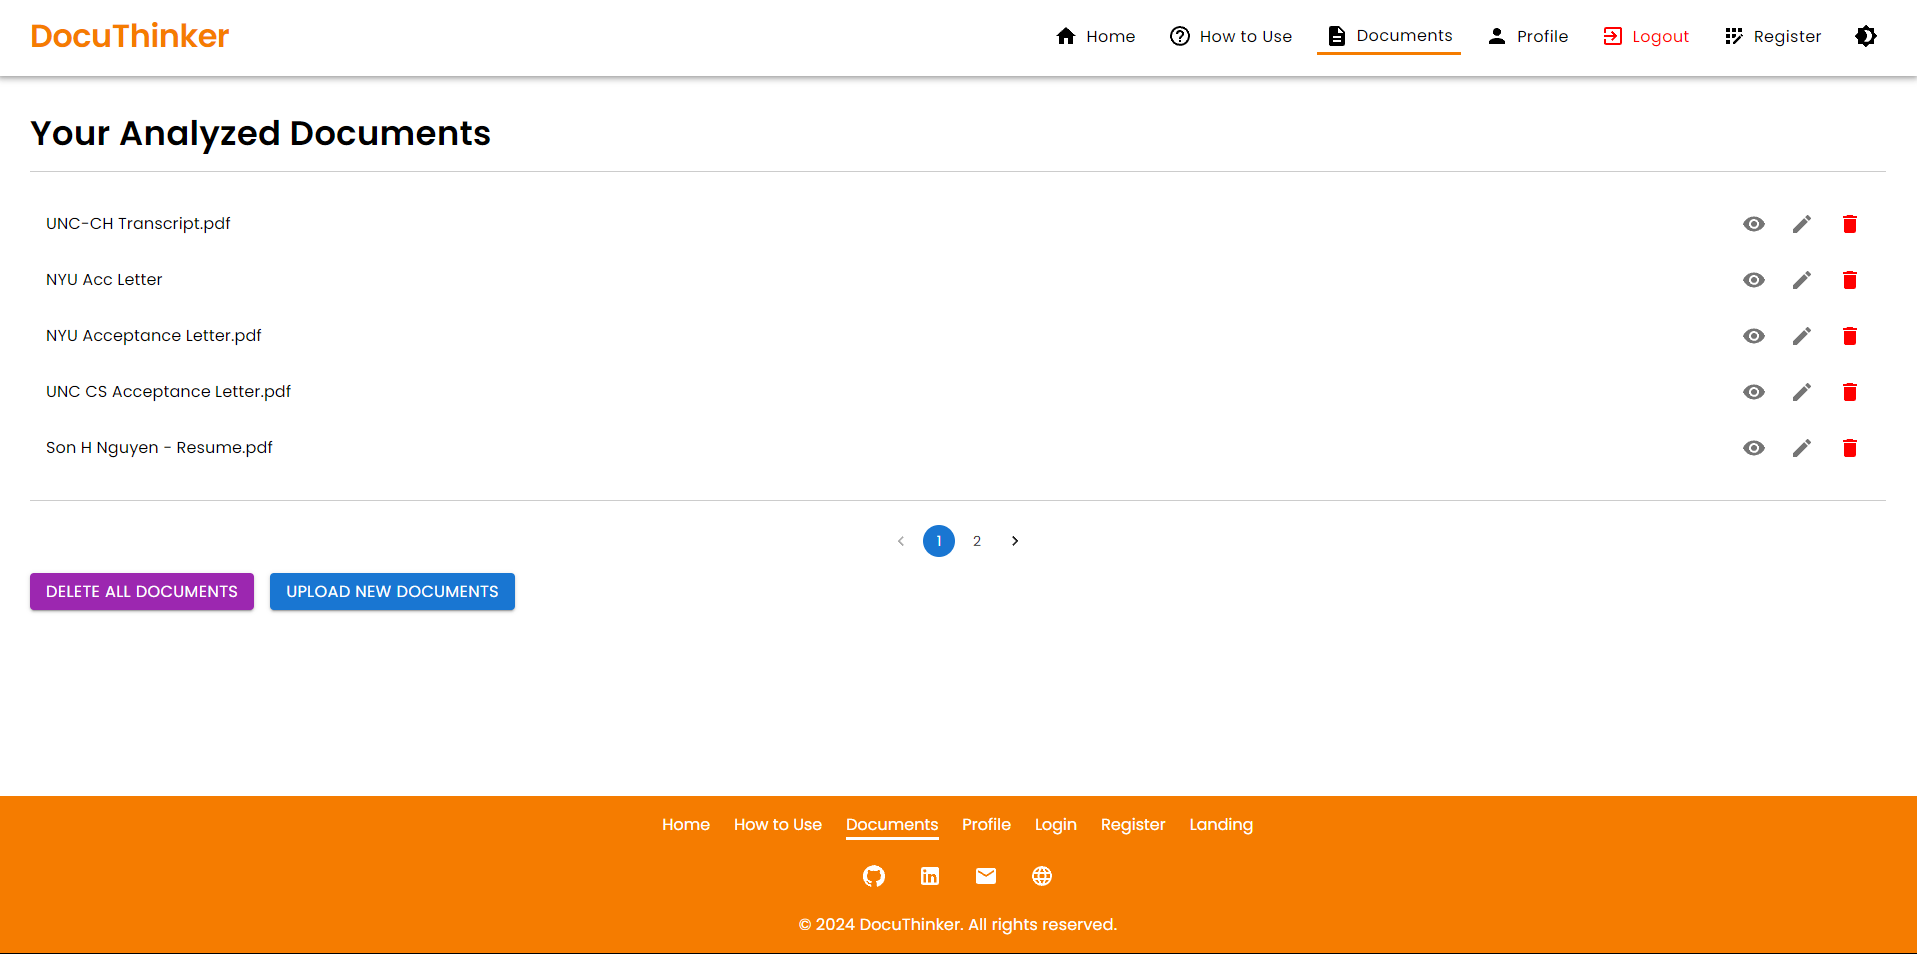 DocuThinker
Home How to Use Documents Profile Logout Register
Your Analyzed Documents
UNC-CH Transcript.pdf
NYU Acc Letter
NYU Acceptance Letter.pdf
UNC CS Acceptance Letter.pdf
Son H Nguyen - Resume.pdf
1 2
DELETE ALL DOCUMENTS UPLOAD NEW DOCUMENTS
Home How to Use Documents Profile Login Register Landing
© 2024 DocuThinker. All rights reserved.